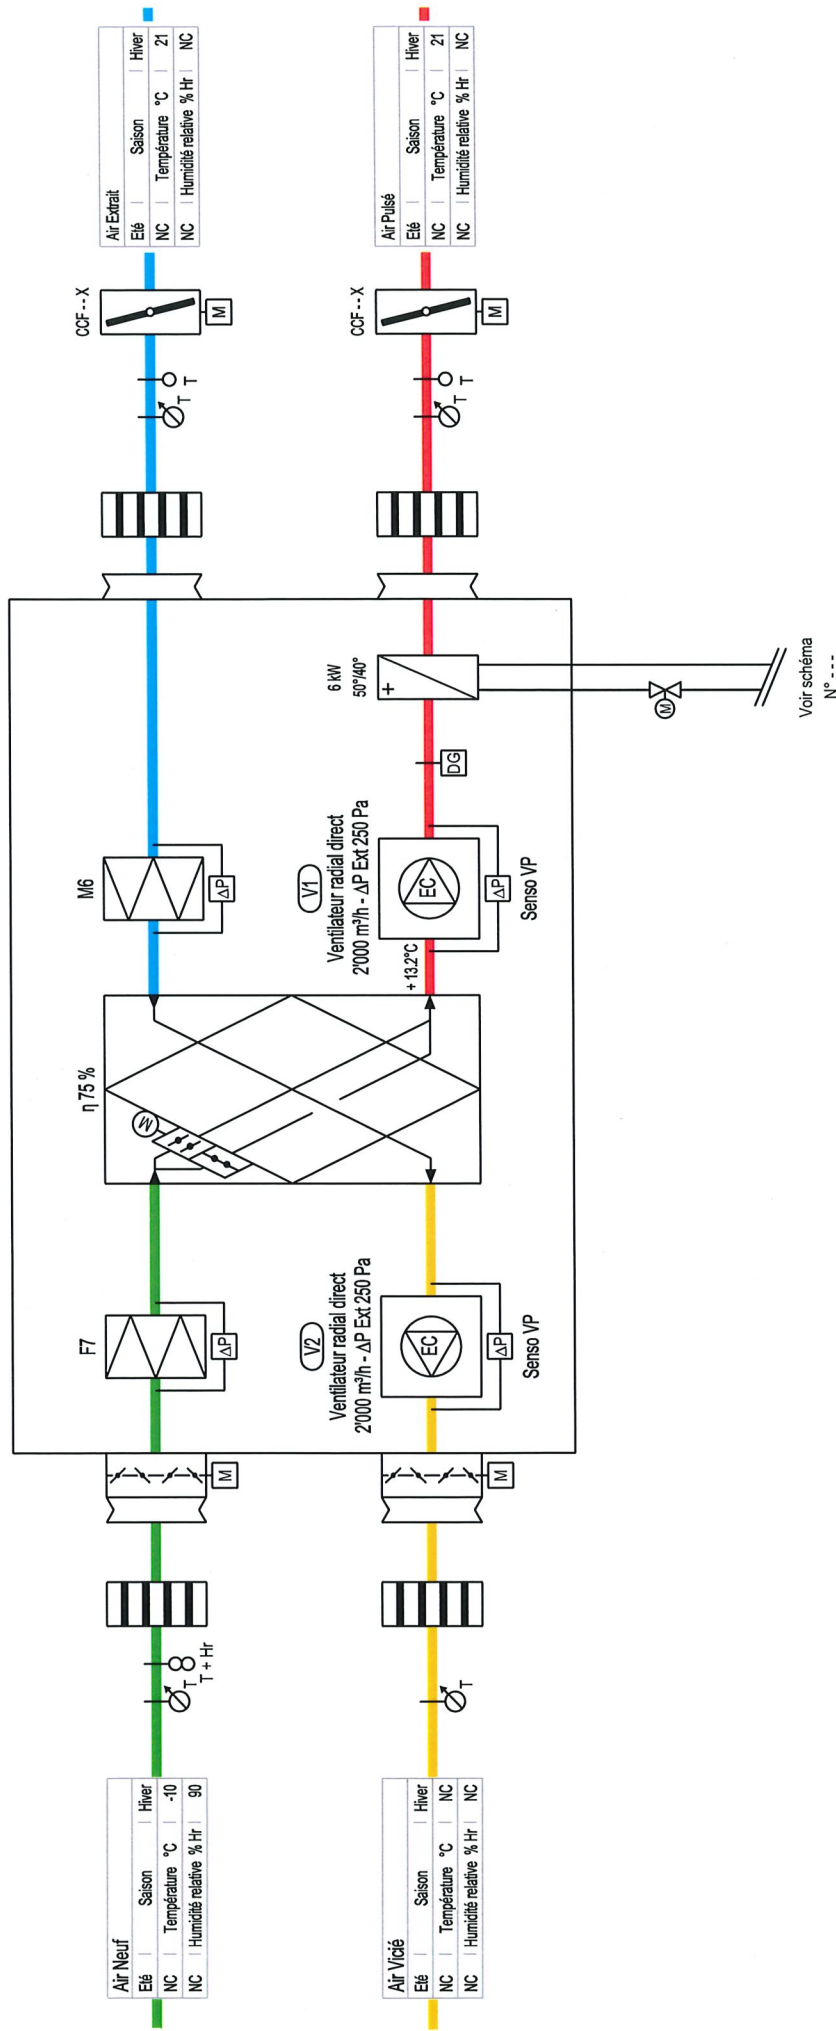 Air Neuf
Eté | Saison | Hiver
NC | Température °C | -10
NC | Humidité relative % Hr | 90
T
T + Hr
M
F7
ΔP
η 75 %
M
M6
ΔP
T
T
CCF - - X
M
Air Extrait
Eté | Saison | Hiver
NC | Température °C | 21
NC | Humidité relative % Hr | NC
Air Vicié
Eté | Saison | Hiver
NC | Température °C | NC
NC | Humidité relative % Hr | NC
T
M
V2
Ventilateur radial direct
2'000 m³/h - ΔP Ext 250 Pa
EC
ΔP
Senso VP
+ 13.2°C
V1
Ventilateur radial direct
2'000 m³/h - ΔP Ext 250 Pa
EC
ΔP
Senso VP
DG
6 kW
50°/40°
+
M
Voir schéma
N° - - -
T
T
CCF - - X
M
Air Pulsé
Eté | Saison | Hiver
NC | Température °C | 21
NC | Humidité relative % Hr | NC